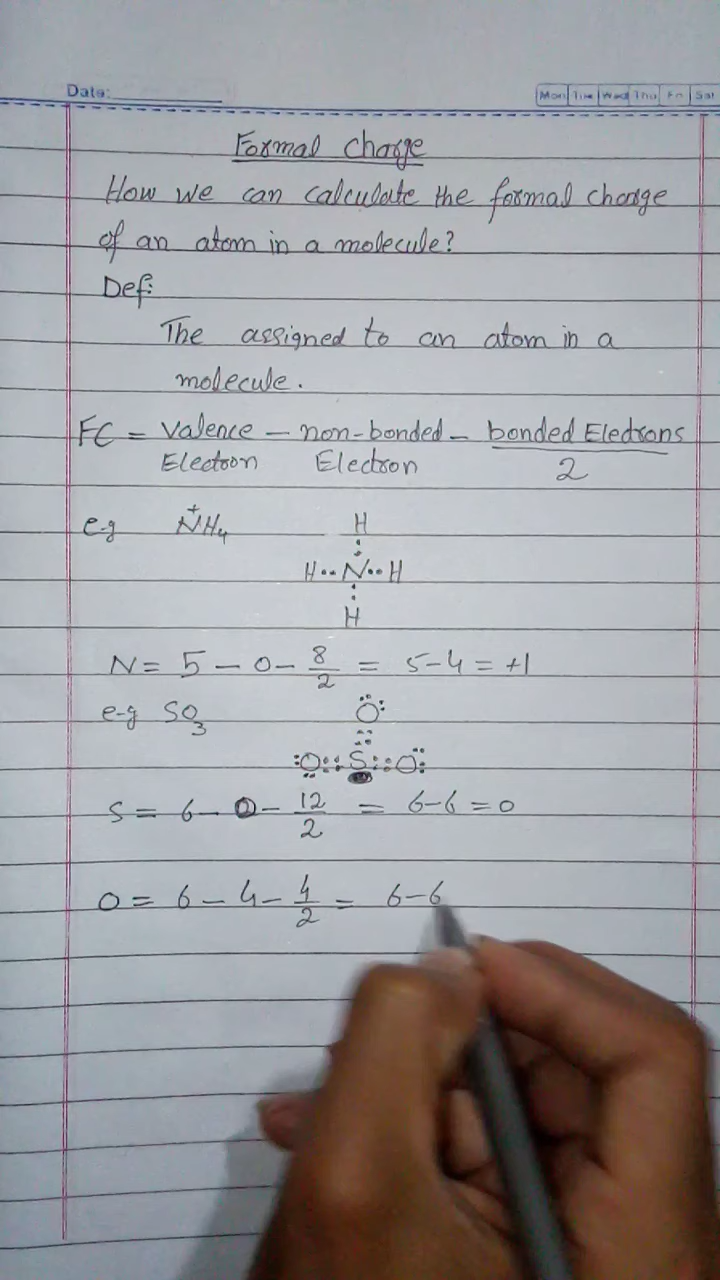 Date:
Mon Tue Wed Thu Fri Sat
Formal Charge
How we can calculate the formal charge
of an atom in a molecule?
Def:
The assigned to an atom in a
molecule.
FC = Valence – non-bonded – bonded Electrons
Electron Electron 2
e.g N⁺H₄ H
H••N••H
H
N = 5 – 0 – 8/2 = 5–4 = +1
e-g SO₃ :Ö:
:O::S::O:
S = 6 – 0 – 12/2 = 6–6 = 0
O = 6 – 4 – 4/2 = 6–6